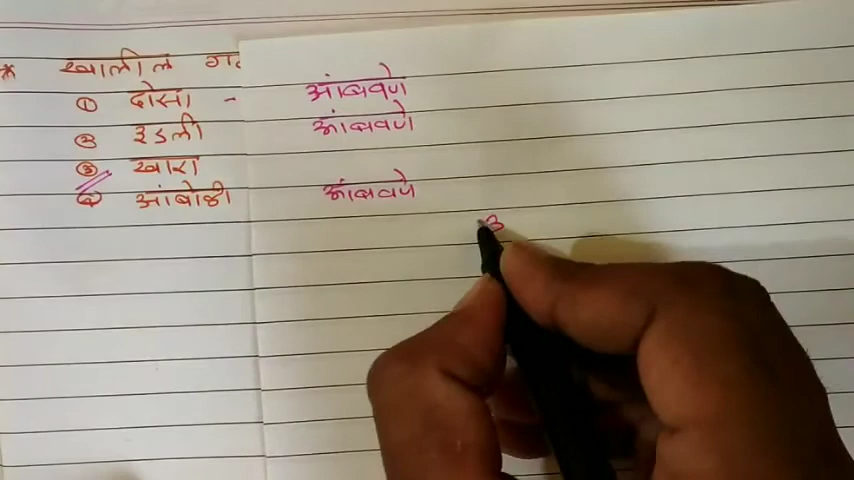 * खालील
① दोसा - आंबवणे
② इडली आंबवणे
③ खारा
④ आंबोळी आंबवणे